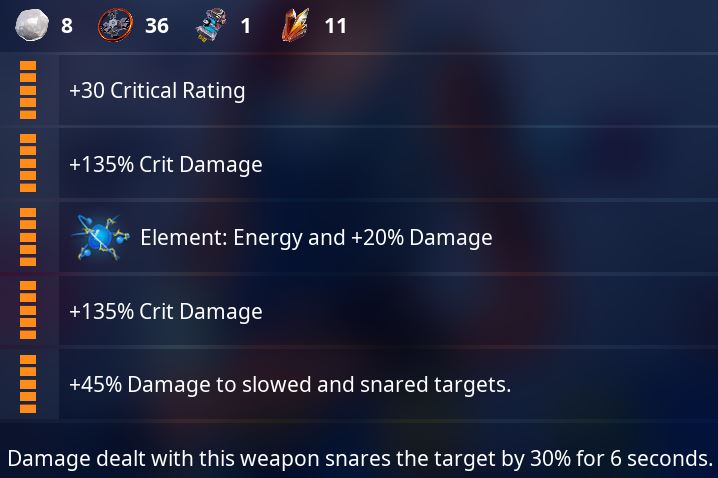 8 36 1 11
+30 Critical Rating
+135% Crit Damage
Element: Energy and +20% Damage
+135% Crit Damage
+45% Damage to slowed and snared targets.
Damage dealt with this weapon snares the target by 30% for 6 seconds.